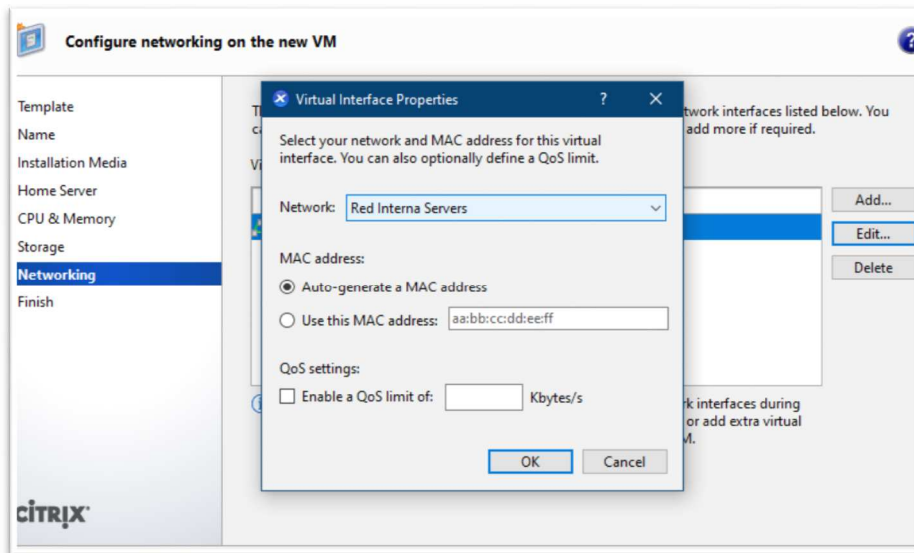 Configure networking on the new VM
?
Template
Name
Installation Media
Home Server
CPU & Memory
Storage
Networking
Finish
citrix
twork interfaces listed below. You
add more if required.
Add...
Edit...
Delete
rk interfaces during
or add extra virtual
M.
Virtual Interface Properties
?
Select your network and MAC address for this virtual
interface. You can also optionally define a QoS limit.
Network: Red Interna Servers
MAC address:
Auto-generate a MAC address
Use this MAC address: aa:bb:cc:dd:ee:ff
QoS settings:
Enable a QoS limit of: Kbytes/s
OK Cancel